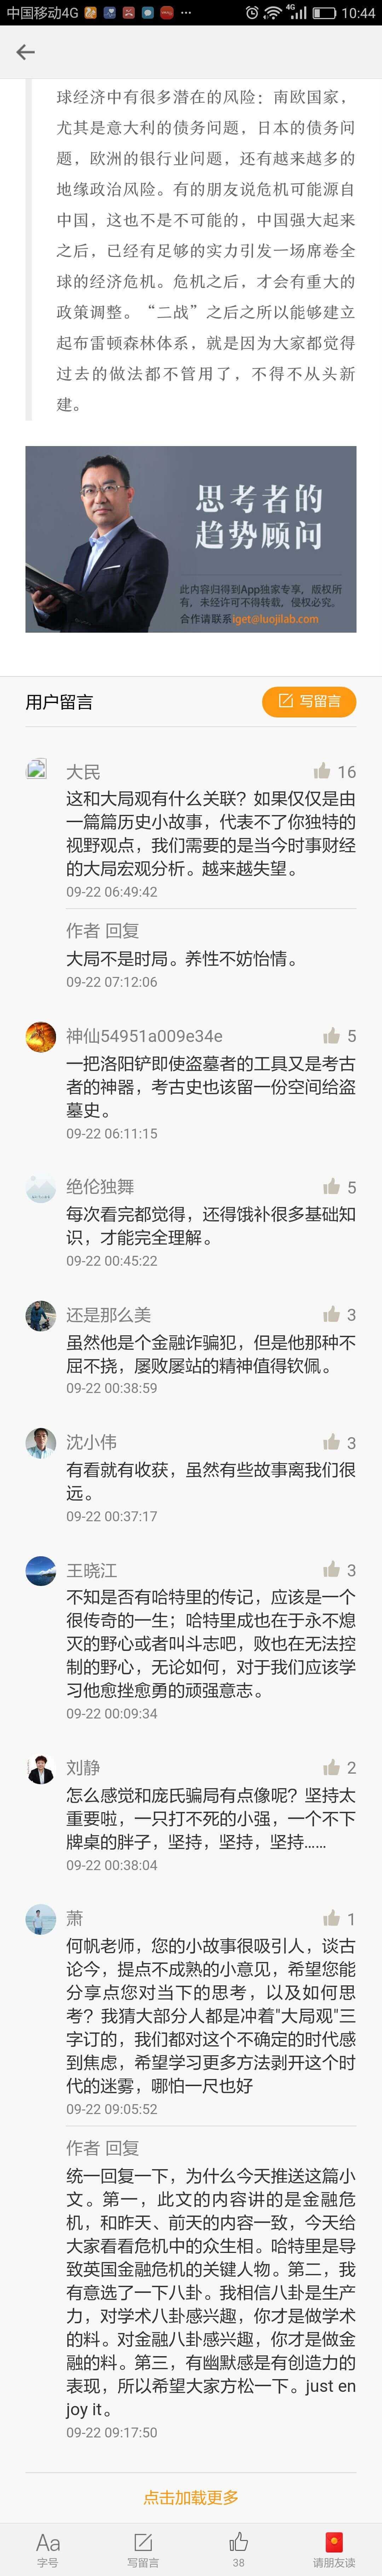 中国移动4G
4G
10:44
球经济中有很多潜在的风险：南欧国家，
尤其是意大利的债务问题，日本的债务问
题，欧洲的银行业问题，还有越来越多的
地缘政治风险。有的朋友说危机可能源自
中国，这也不是不可能的，中国强大起来
之后，已经有足够的实力引发一场席卷全
球的经济危机。危机之后，才会有重大的
政策调整。“二战”之后之所以能够建立
起布雷顿森林体系，就是因为大家都觉得
过去的做法都不管用了，不得不从头新
建。
思考者的
趋势顾问
此内容归得到App独家专享，版权所
有，未经许可不得转载，侵权必究。
合作请联系iget@luojilab.com
用户留言
写留言
大民
16
这和大局观有什么关联？如果仅仅是由
一篇篇历史小故事，代表不了你独特的
视野观点，我们需要的是当今时事财经
的大局宏观分析。越来越失望。
09-22 06:49:42
作者 回复
大局不是时局。养性不妨怡情。
09-22 07:12:06
神仙54951a009e34e
5
一把洛阳铲即使盗墓者的工具又是考古
者的神器，考古史也该留一份空间给盗
墓史。
09-22 06:11:15
绝伦独舞
5
每次看完都觉得，还得饿补很多基础知
识，才能完全理解。
09-22 00:45:22
还是那么美
3
虽然他是个金融诈骗犯，但是他那种不
屈不挠，屡败屡站的精神值得钦佩。
09-22 00:38:59
沈小伟
3
有看就有收获，虽然有些故事离我们很
远。
09-22 00:37:17
王晓江
3
不知是否有哈特里的传记，应该是一个
很传奇的一生；哈特里成也在于永不熄
灭的野心或者叫斗志吧，败也在无法控
制的野心，无论如何，对于我们应该学
习他愈挫愈勇的顽强意志。
09-22 00:09:34
刘静
2
怎么感觉和庞氏骗局有点像呢？坚持太
重要啦，一只打不死的小强，一个不下
牌桌的胖子，坚持，坚持，坚持……
09-22 00:38:04
萧
1
何帆老师，您的小故事很吸引人，谈古
论今，提点不成熟的小意见，希望您能
分享点您对当下的思考，以及如何思
考？我猜大部分人都是冲着"大局观"三
字订的，我们都对这个不确定的时代感
到焦虑，希望学习更多方法剥开这个时
代的迷雾，哪怕一尺也好
09-22 09:05:52
作者 回复
统一回复一下，为什么今天推送这篇小
文。第一，此文的内容讲的是金融危
机，和昨天、前天的内容一致，今天给
大家看看危机中的众生相。哈特里是导
致英国金融危机的关键人物。第二，我
有意选了一下八卦。我相信八卦是生产
力，对学术八卦感兴趣，你才是做学术
的料。对金融八卦感兴趣，你才是做金
融的料。第三，有幽默感是有创造力的
表现，所以希望大家方松一下。just en
joy it。
09-22 09:17:50
点击加载更多
Aa
字号
写留言
38
请朋友读